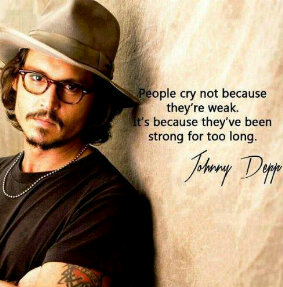 People cry not because
they're weak.
It's because they've been
strong for too long.
Johnny Depp